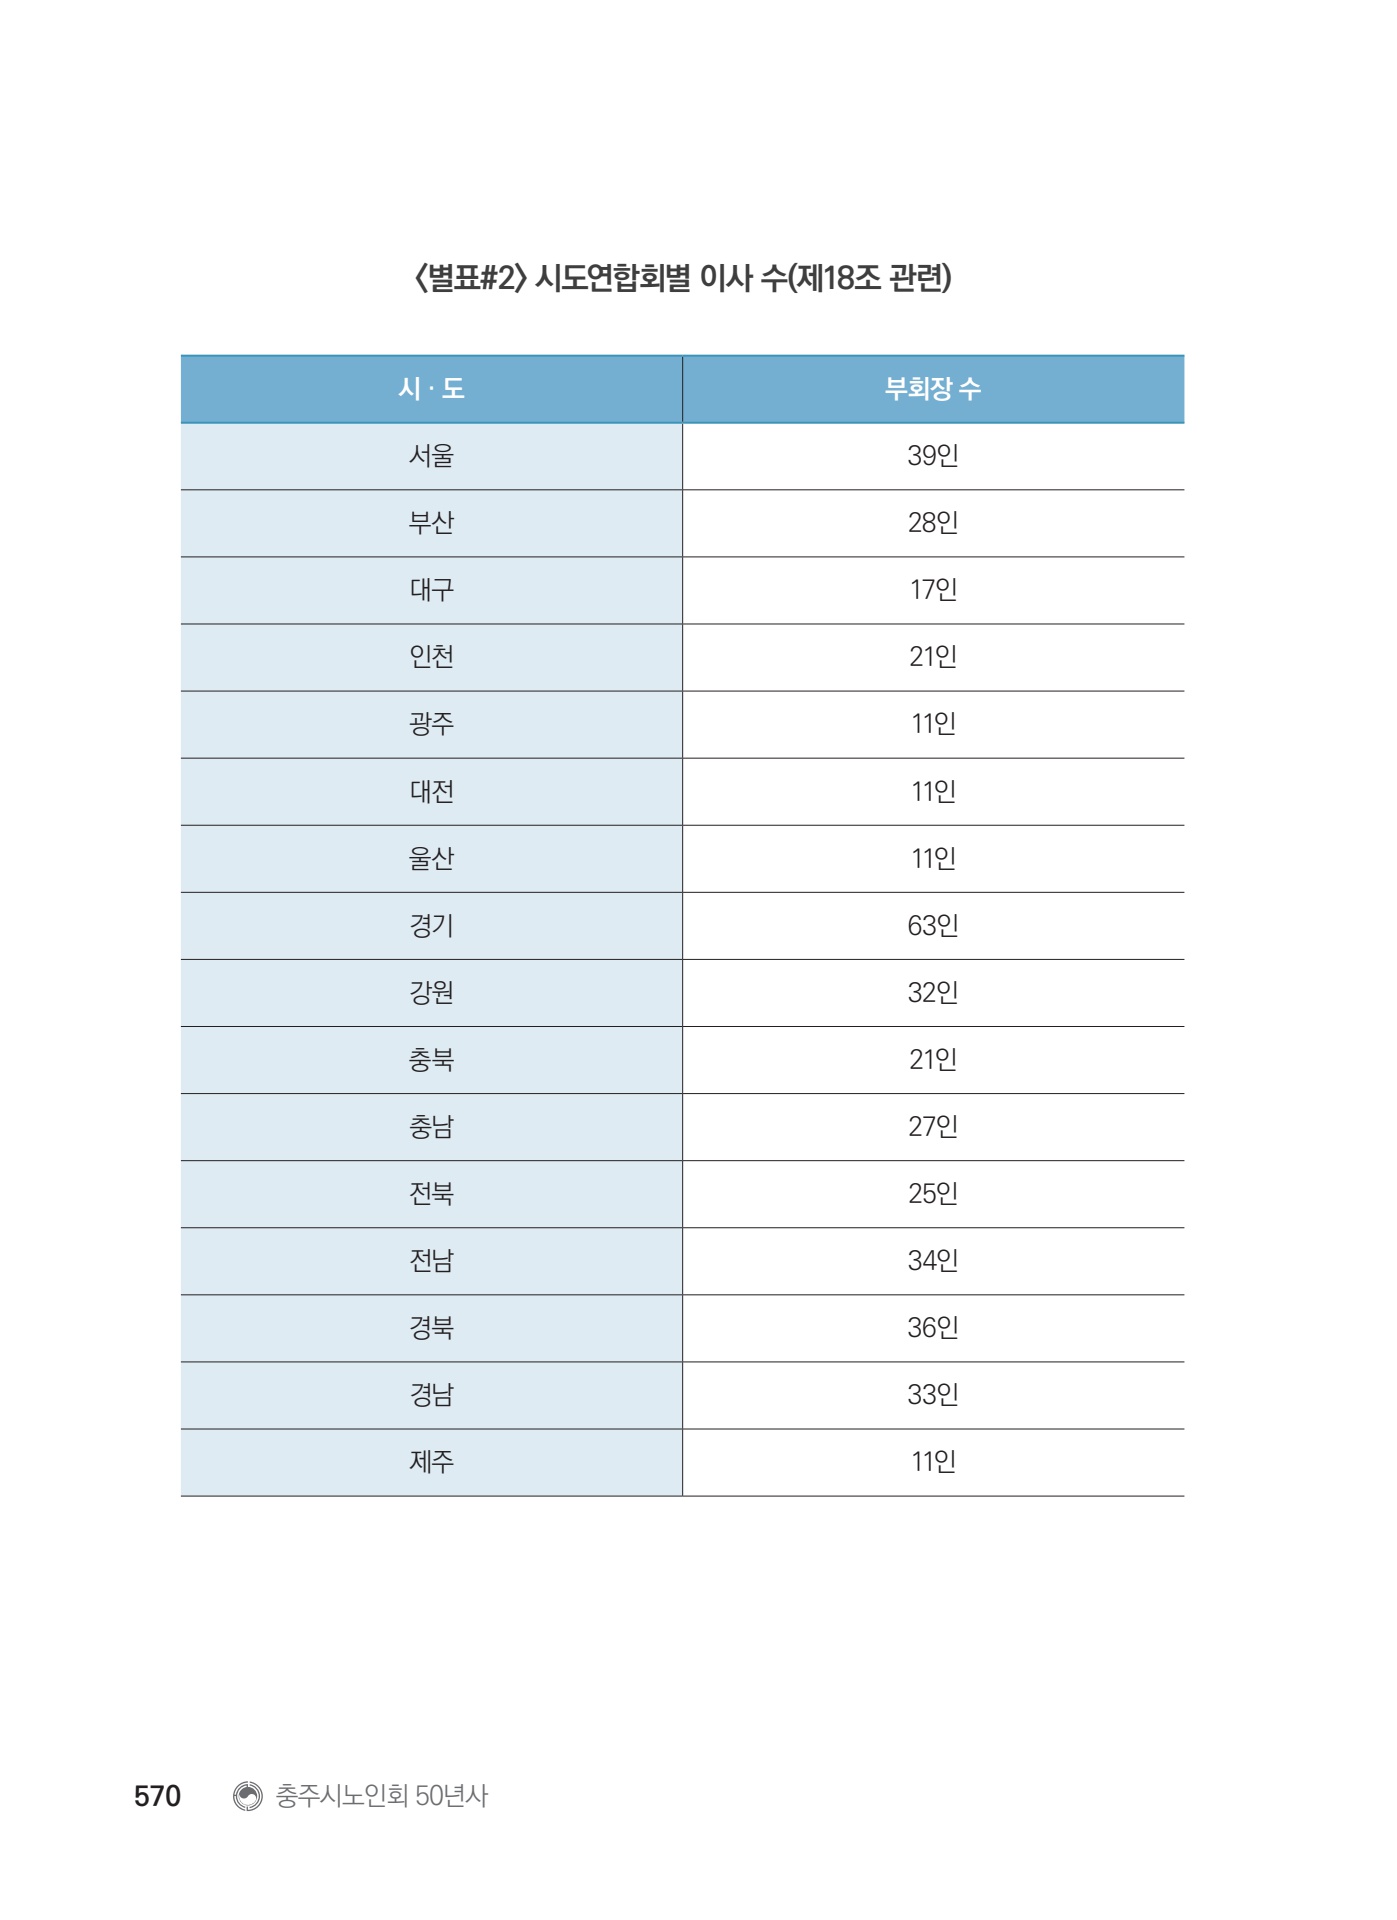 〈별표#2〉 시도연합회별 이사 수(제18조 관련)
시 · 도 부회장 수
서울 39인
부산 28인
대구 17인
인천 21인
광주 11인
대전 11인
울산 11인
경기 63인
강원 32인
충북 21인
충남 27인
전북 25인
전남 34인
경북 36인
경남 33인
제주 11인
570 충주시노인회 50년사